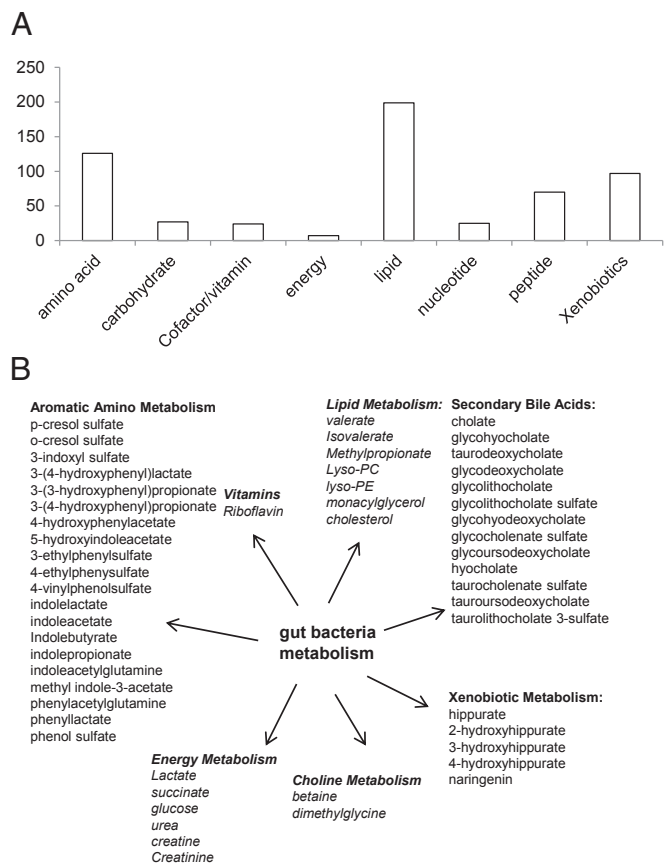 A
250
200
150
100
50
0
amino acid
carbohydrate
Cofactor/vitamin
energy
lipid
nucleotide
peptide
Xenobiotics
B
Aromatic Amino Metabolism
p-cresol sulfate
o-cresol sulfate
3-indoxyl sulfate
3-(4-hydroxyphenyl)lactate
3-(3-hydroxyphenyl)propionate
3-(4-hydroxyphenyl)propionate
4-hydroxyphenylacetate
5-hydroxyindoleacetate
3-ethylphenylsulfate
4-ethylphenysulfate
4-vinylphenolsulfate
indolelactate
indoleacetate
Indolebutyrate
indolepropionate
indoleacetylglutamine
methyl indole-3-acetate
phenylacetylglutamine
phenyllactate
phenol sulfate
Vitamins
Riboflavin
Lipid Metabolism:
valerate
Isovalerate
Methylpropionate
Lyso-PC
lyso-PE
monacylglycerol
cholesterol
Secondary Bile Acids:
cholate
glycohyocholate
taurodeoxycholate
glycodeoxycholate
glycolithocholate
glycolithocholate sulfate
glycohyodeoxycholate
glycocholenate sulfate
glycoursodeoxycholate
hyocholate
taurocholenate sulfate
tauroursodeoxycholate
taurolithocholate 3-sulfate
gut bacteria
metabolism
Xenobiotic Metabolism:
hippurate
2-hydroxyhippurate
3-hydroxyhippurate
4-hydroxyhippurate
naringenin
Energy Metabolism
Lactate
succinate
glucose
urea
creatine
Creatinine
Choline Metabolism
betaine
dimethylglycine